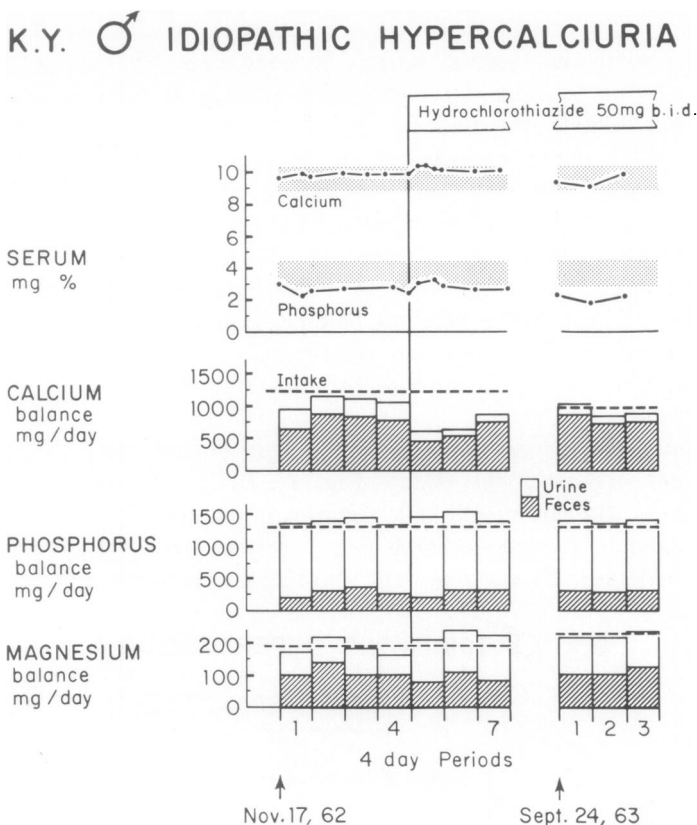 K.Y. ♂ IDIOPATHIC HYPERCALCIURIA
Hydrochlorothiazide 50mg b.i.d.
10
8
6
4
2
0
Calcium
SERUM
mg %
Phosphorus
CALCIUM
balance
mg/day
1500
1000
500
0
Intake
Urine
Feces
PHOSPHORUS
balance
mg/day
1500
1000
500
0
MAGNESIUM
balance
mg/day
200
100
0
1 4 7 1 2 3
4 day Periods
Nov. 17, 62 Sept. 24, 63